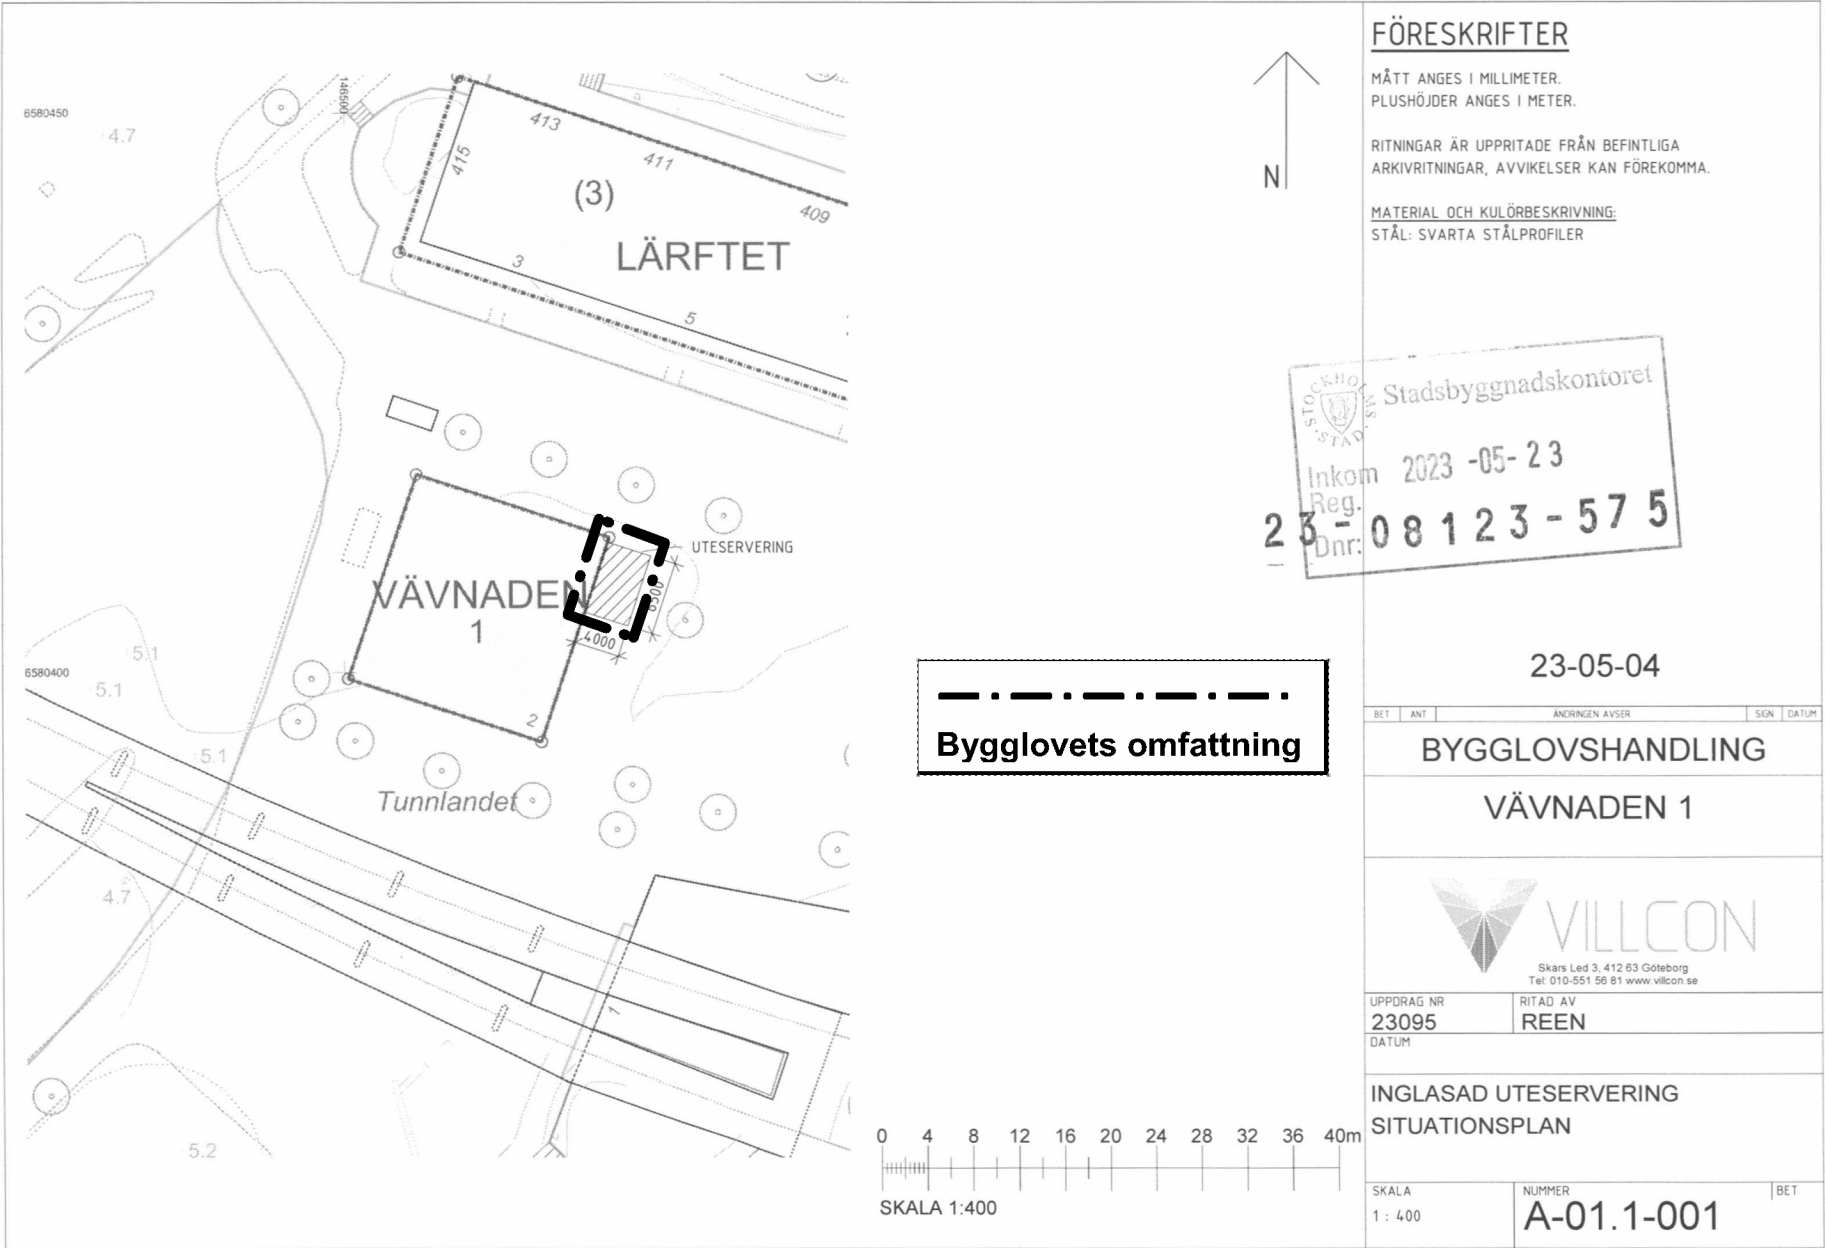 6580450
146500
4.7
413
415
411
(3)
409
LÄRFTET
3
5
UTESERVERING
VÄVNADEN
1
6500
4000
5.1
6580400
5.1
5.1
2
Tunnlandet
4.7
1
5.2
N
Bygglovets omfattning
0 4 8 12 16 20 24 28 32 36 40m
SKALA 1:400
FÖRESKRIFTER
MÅTT ANGES I MILLIMETER.
PLUSHÖJDER ANGES I METER.
RITNINGAR ÄR UPPRITADE FRÅN BEFINTLIGA
ARKIVRITNINGAR, AVVIKELSER KAN FÖREKOMMA.
MATERIAL OCH KULÖRBESKRIVNING:
STÅL: SVARTA STÅLPROFILER
STOCKHOLMS STAD
Stadsbyggnadskontoret
Inkom 2023-05-23
Reg.
Dnr: 23-08123-575
23-05-04
BET ANT ÄNDRINGEN AVSER SIGN DATUM
BYGGLOVSHANDLING
VÄVNADEN 1
VILLCON
Skårs Led 3, 412 63 Göteborg
Tel: 010-551 56 81 www.villcon.se
UPPDRAG NR
23095
RITAD AV
REEN
DATUM
INGLASAD UTESERVERING
SITUATIONSPLAN
SKALA
1 : 400
NUMMER
A-01.1-001
BET